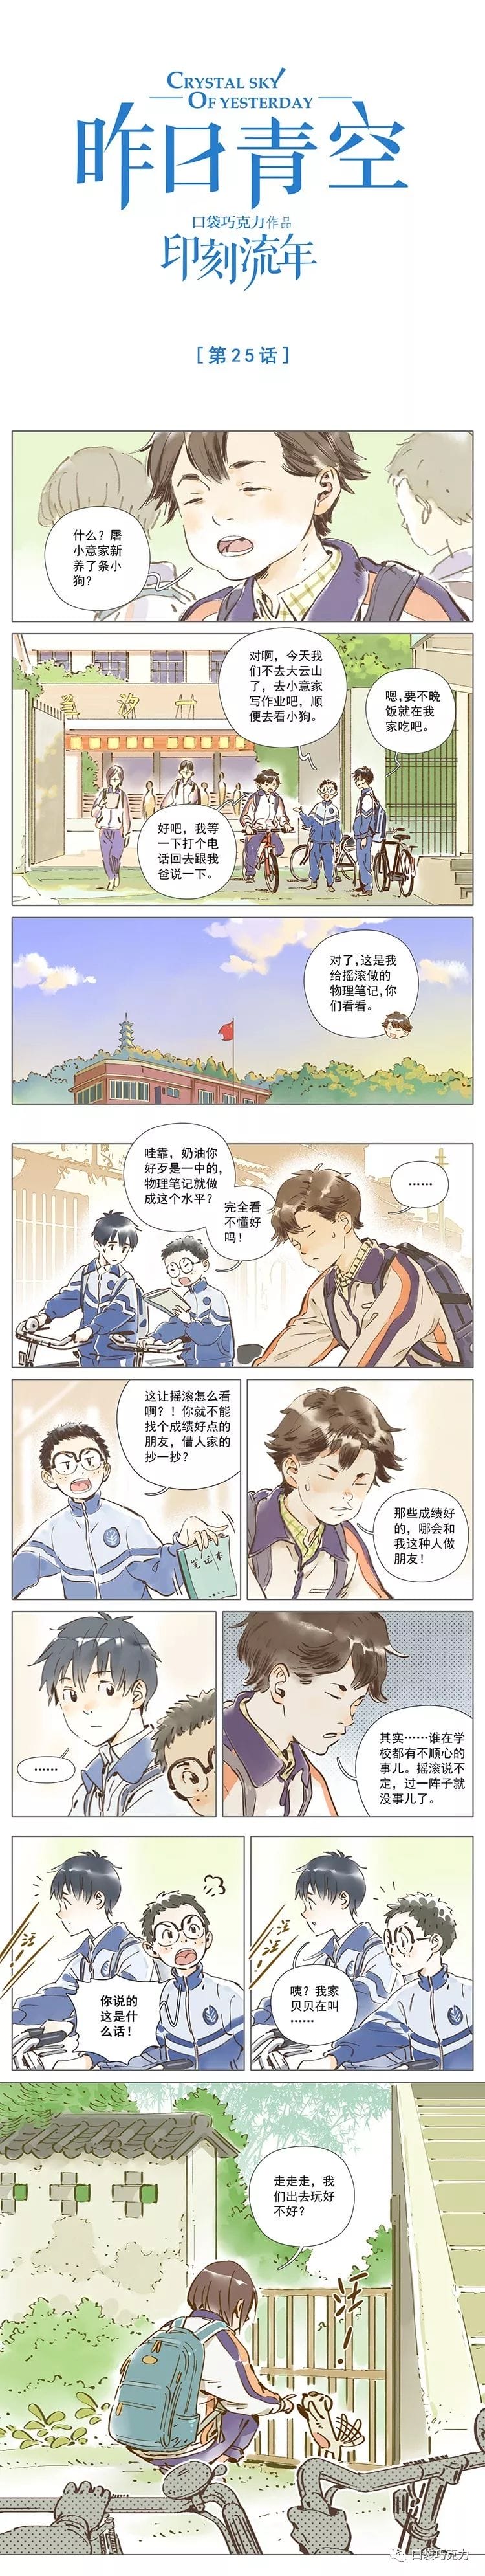 CRYSTAL SKY
OF YESTERDAY
昨日青空
口袋巧克力作品
印刻流年
[第25话]
什么？屠
小意家新
养了条小
狗？
对啊，今天我
们不去大云山
了，去小意家
写作业吧，顺
便去看小狗。
嗯,要不晚
饭就在我
家吃吧。
好吧，我等
一下打个电
话回去跟我
爸说一下。
对了,这是我
给摇滚做的
物理笔记,你
们看看。
哇靠，奶油你
好歹是一中的，
物理笔记就做
成这个水平？
完全看
不懂好
吗！
……
这让摇滚怎么看
啊？！你就不能
找个成绩好点的
朋友，借人家的
抄一抄？
笔记本
那些成绩好
的，哪会和
我这种人做
朋友！
……
其实……谁在学
校都有不顺心的
事儿。摇滚说不
定，过一阵子就
没事儿了。
你说的
这是什
么话！
咦？我家
贝贝在叫
……
走走走，我
们出去玩好
不好？
口袋巧克力